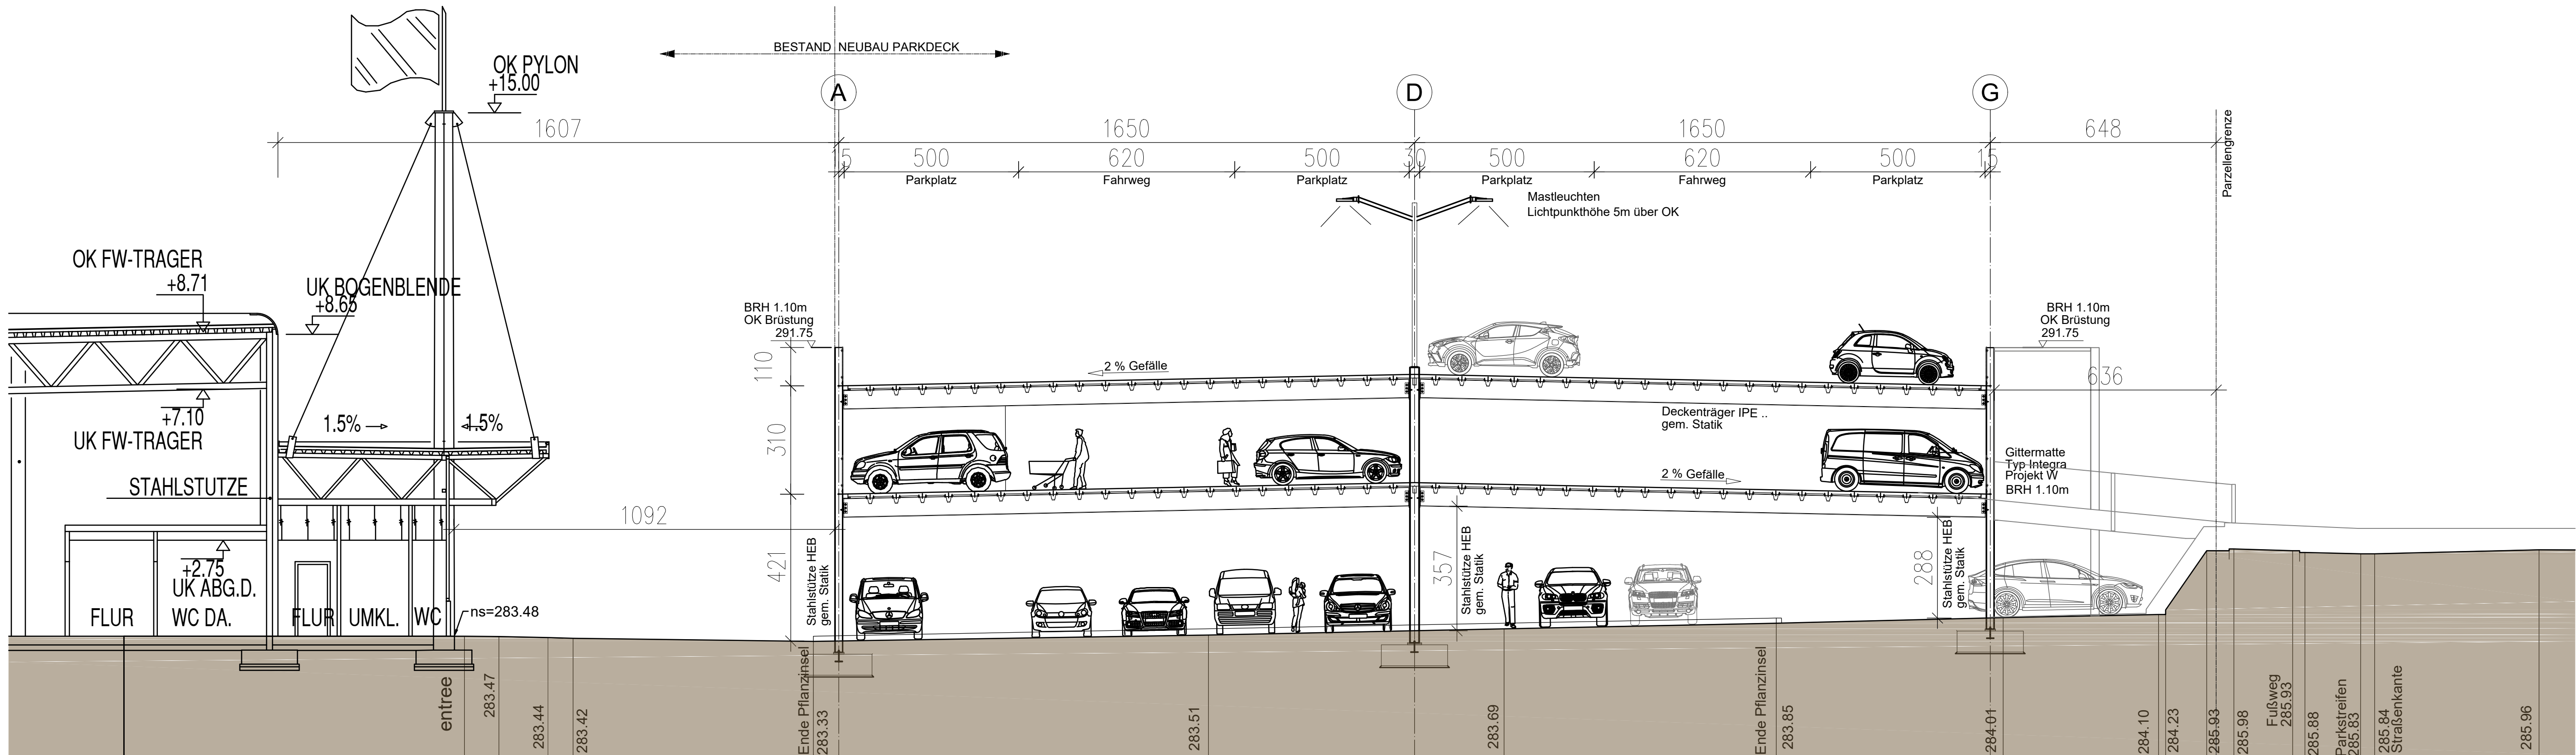 BESTAND NEUBAU PARKDECK
OK PYLON
+15.00
A
D
G
1607
1650
1650
648
15
500
620
500
30
500
620
500
15
Parkplatz
Fahrweg
Parkplatz
Parkplatz
Fahrweg
Parkplatz
Parzellengrenze
Mastleuchten
Lichtpunkthöhe 5m über OK
OK FW-TRAGER
+8.71
UK BOGENBLENDE
+8.65
BRH 1.10m
OK Brüstung
291.75
BRH 1.10m
OK Brüstung
291.75
110
2 % Gefälle
636
+7.10
UK FW-TRAGER
1.5%
1.5%
310
Deckenträger IPE ..
gem. Statik
2 % Gefälle
Gittermatte
Typ Integra
Projekt W
BRH 1.10m
STAHLSTUTZE
1092
421
Stahlstütze HEB
gem. Statik
357
Stahlstütze HEB
gem. Statik
288
Stahlstütze HEB
gem. Statik
+2.75
UK ABG.D.
FLUR
WC DA.
FLUR
UMKL.
WC
ns=283.48
entree
283.47
283.44
283.42
Ende Pflanzinsel
283.33
283.51
283.69
Ende Pflanzinsel
283.85
284.01
284.10
284.23
285.93
285.98
Fußweg
285.93
285.88
Parkstreifen
285.83
285.84
Straßenkante
285.96